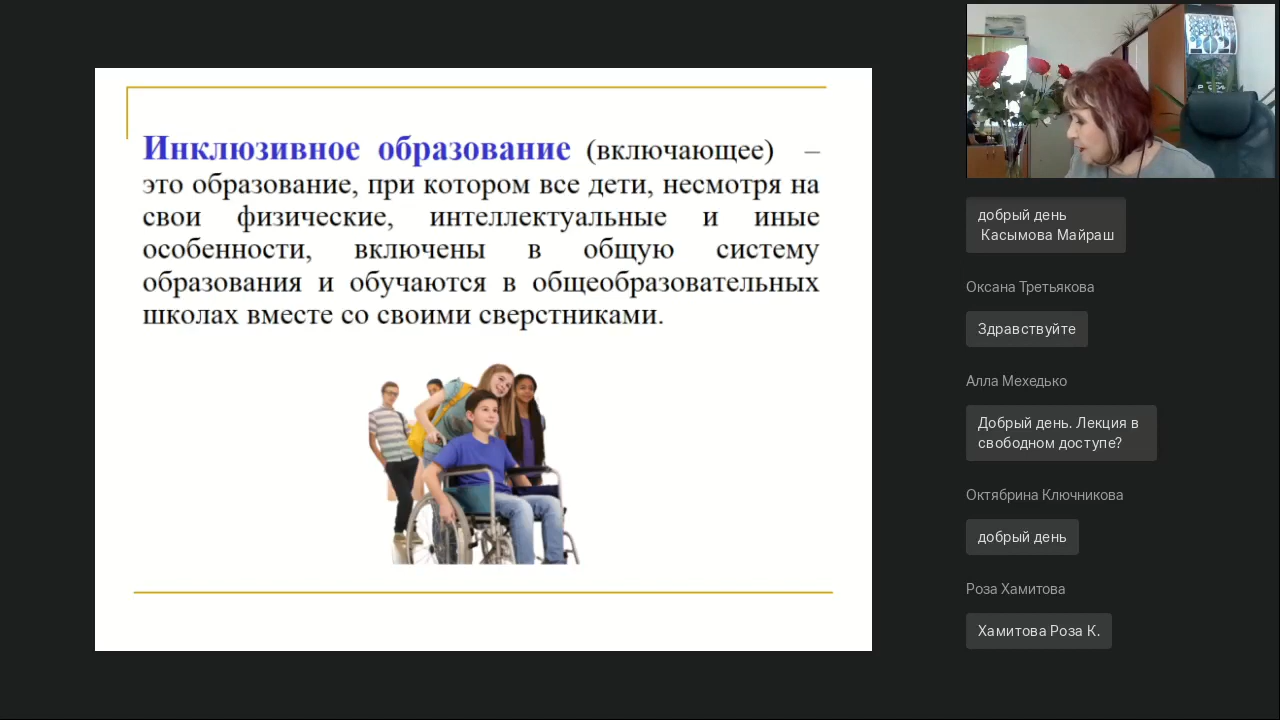 Инклюзивное образование (включающее) –
это образование, при котором все дети, несмотря на
свои физические, интеллектуальные и иные
особенности, включены в общую систему
образования и обучаются в общеобразовательных
школах вместе со своими сверстниками.
добрый день
Касымова Майраш
Оксана Третьякова
Здравствуйте
Алла Мехедько
Добрый день. Лекция в
свободном доступе?
Октябрина Ключникова
добрый день
Роза Хамитова
Хамитова Роза К.